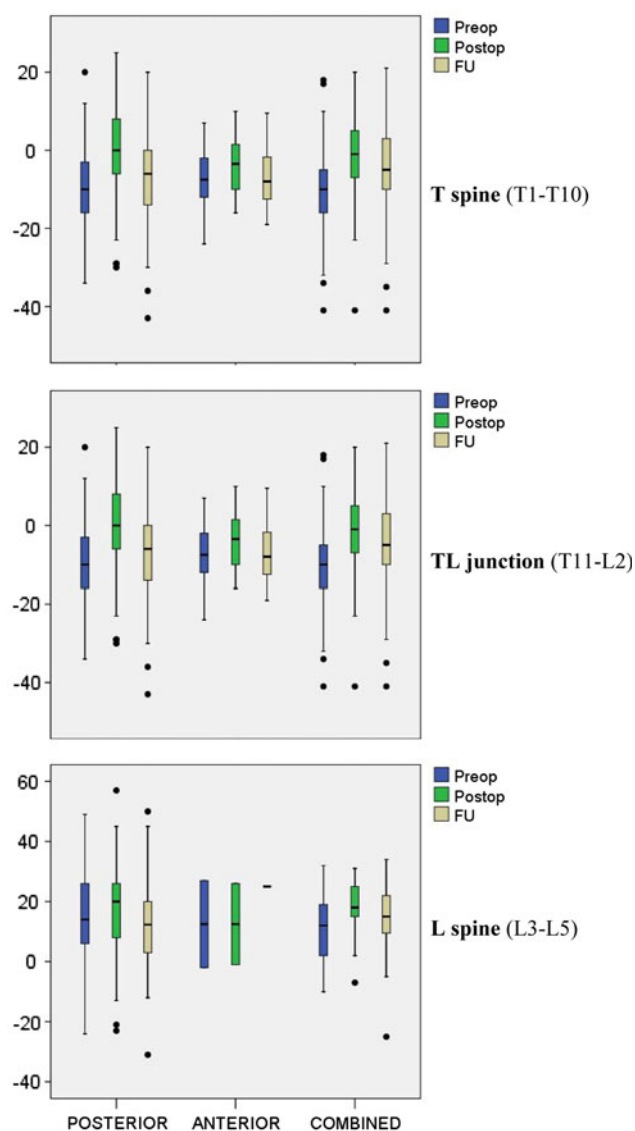 Preop
Postop
FU
20
0
-20
-40
T spine (T1-T10)
Preop
Postop
FU
20
0
-20
-40
TL junction (T11-L2)
Preop
Postop
FU
60
40
20
0
-20
-40
L spine (L3-L5)
POSTERIOR ANTERIOR COMBINED